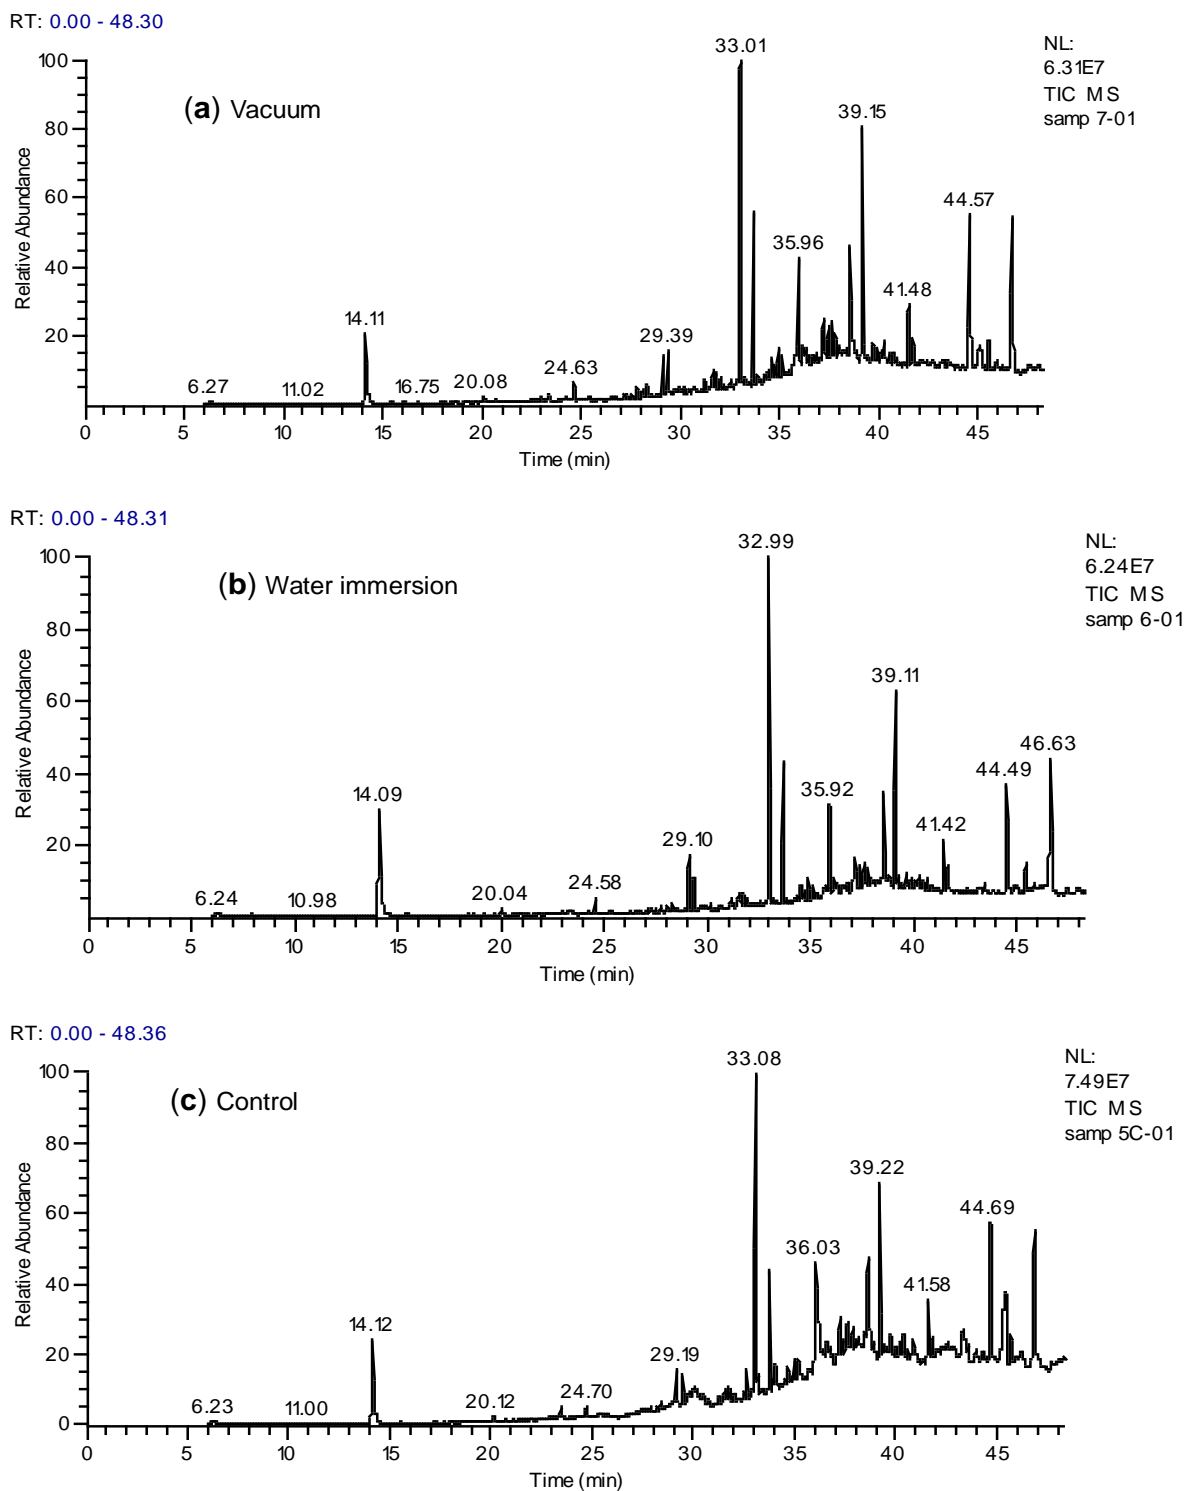 RT: 0.00 - 48.30
NL:
6.31E7
TIC MS
samp 7-01
(a) Vacuum
33.01
39.15
44.57
35.96
41.48
14.11
29.39
24.63
6.27
11.02
16.75
20.08
100
80
60
40
20
Relative Abundance
0 5 10 15 20 25 30 35 40 45
Time (min)
RT: 0.00 - 48.31
NL:
6.24E7
TIC MS
samp 6-01
(b) Water immersion
32.99
39.11
46.63
44.49
35.92
14.09
41.42
29.10
24.58
6.24
10.98
20.04
100
80
60
40
20
Relative Abundance
0 5 10 15 20 25 30 35 40 45
Time (min)
RT: 0.00 - 48.36
NL:
7.49E7
TIC MS
samp 5C-01
(c) Control
33.08
39.22
44.69
36.03
41.58
14.12
29.19
24.70
20.12
6.23
11.00
100
80
60
40
20
0
Relative Abundance
0 5 10 15 20 25 30 35 40 45
Time (min)